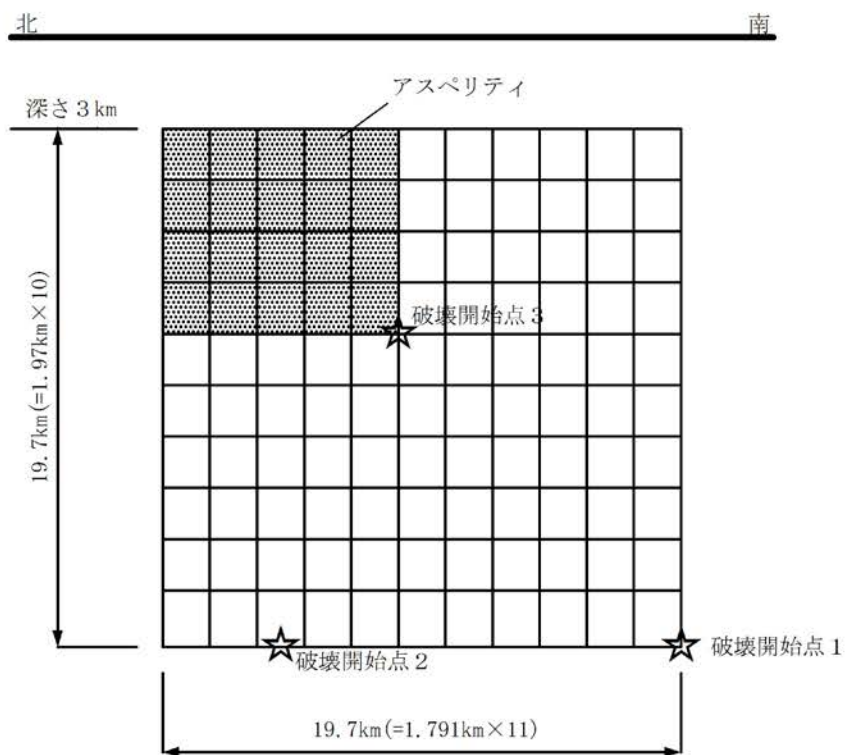 北
南
アスペリティ
深さ3km
破壊開始点3
19.7km(=1.97km×10)
破壊開始点2
破壊開始点1
19.7km(=1.791km×11)